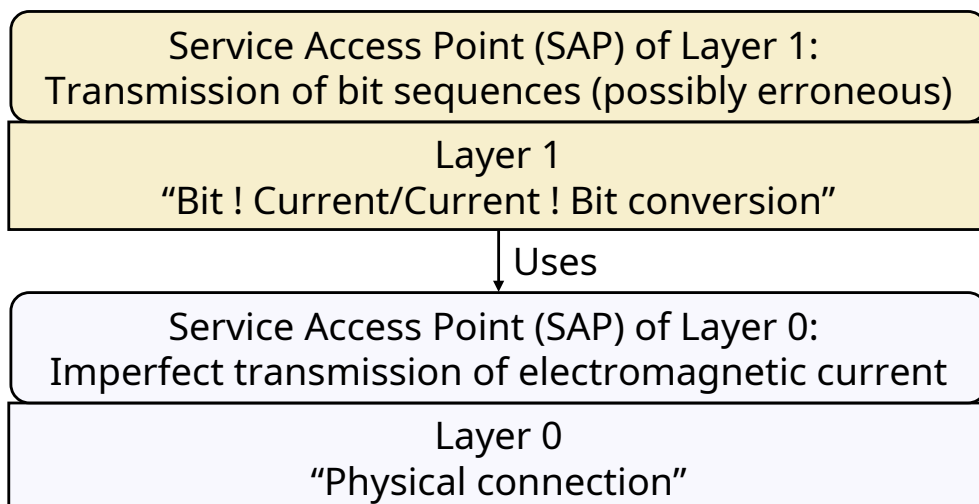 Service Access Point (SAP) of Layer 1:
Transmission of bit sequences (possibly erroneous)
Layer 1
“Bit ! Current/Current ! Bit conversion”
Uses
Service Access Point (SAP) of Layer 0:
Imperfect transmission of electromagnetic current
Layer 0
“Physical connection”